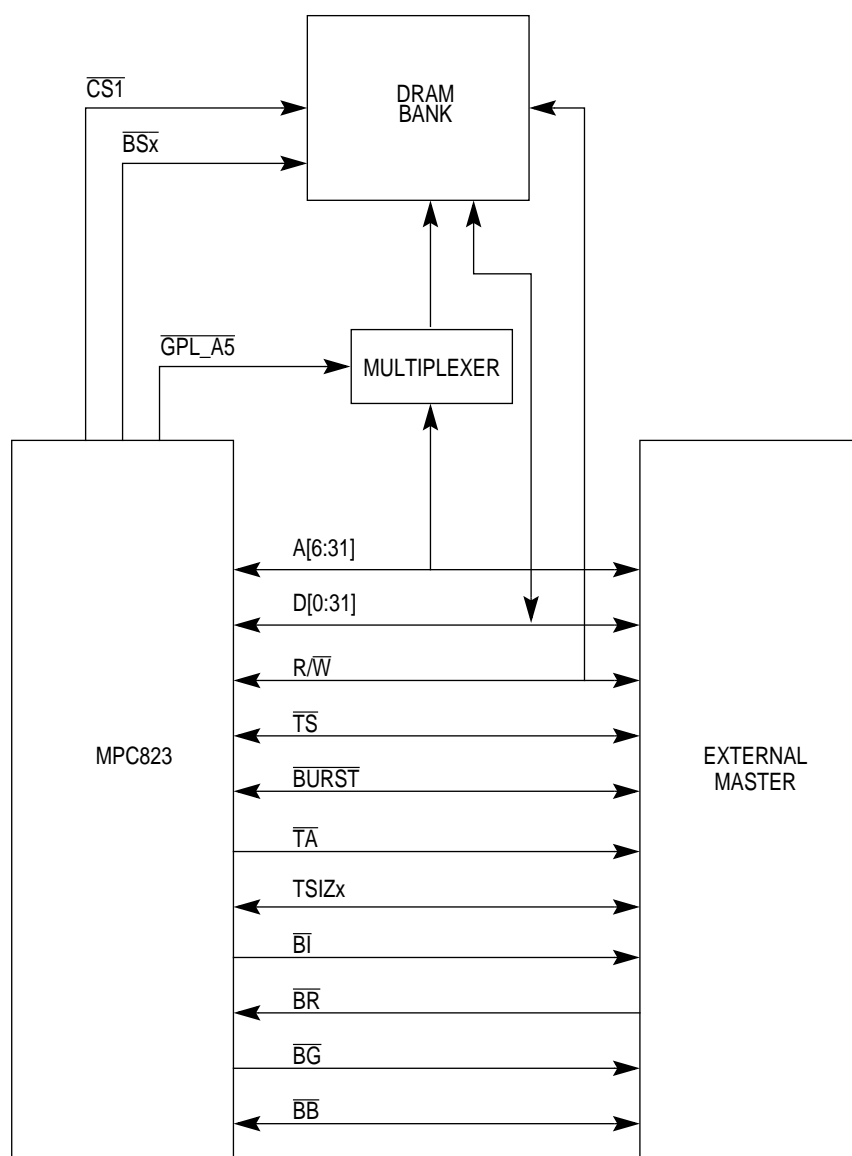 CS1
DRAM
BANK
BSx
GPL_A5
MULTIPLEXER
A[6:31]
D[0:31]
R/W
TS
MPC823
EXTERNAL
MASTER
BURST
TA
TSIZx
BI
BR
BG
BB